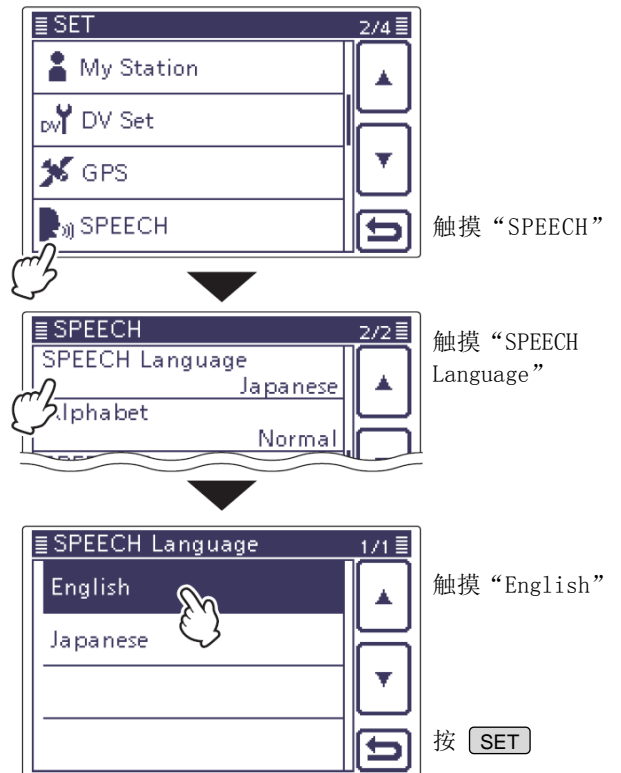 SET 2/4
My Station
DV DV Set
GPS
SPEECH
触摸“SPEECH”
SPEECH 2/2
SPEECH Language
Japanese
Alphabet
Normal
触摸“SPEECH
Language”
SPEECH Language 1/1
English
触摸“English”
Japanese
按 SET